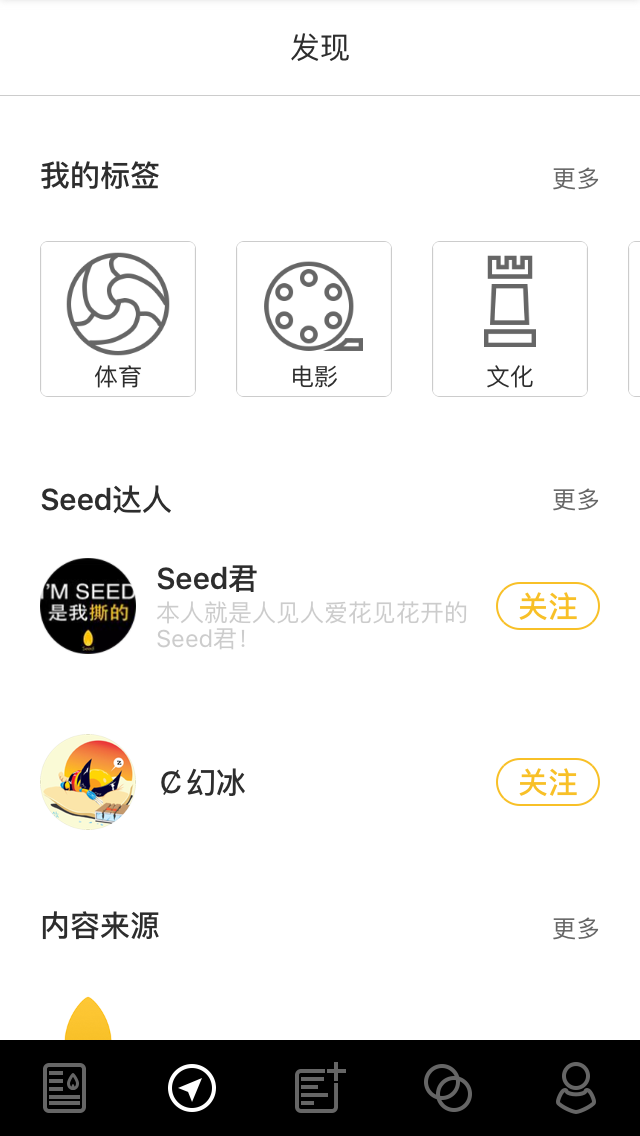 发现
我的标签
更多
体育
电影
文化
Seed达人
更多
I'M SEED
是我撕的
Seed君
本人就是人见人爱花见花开的
Seed君！
关注
₡幻冰
关注
内容来源
更多